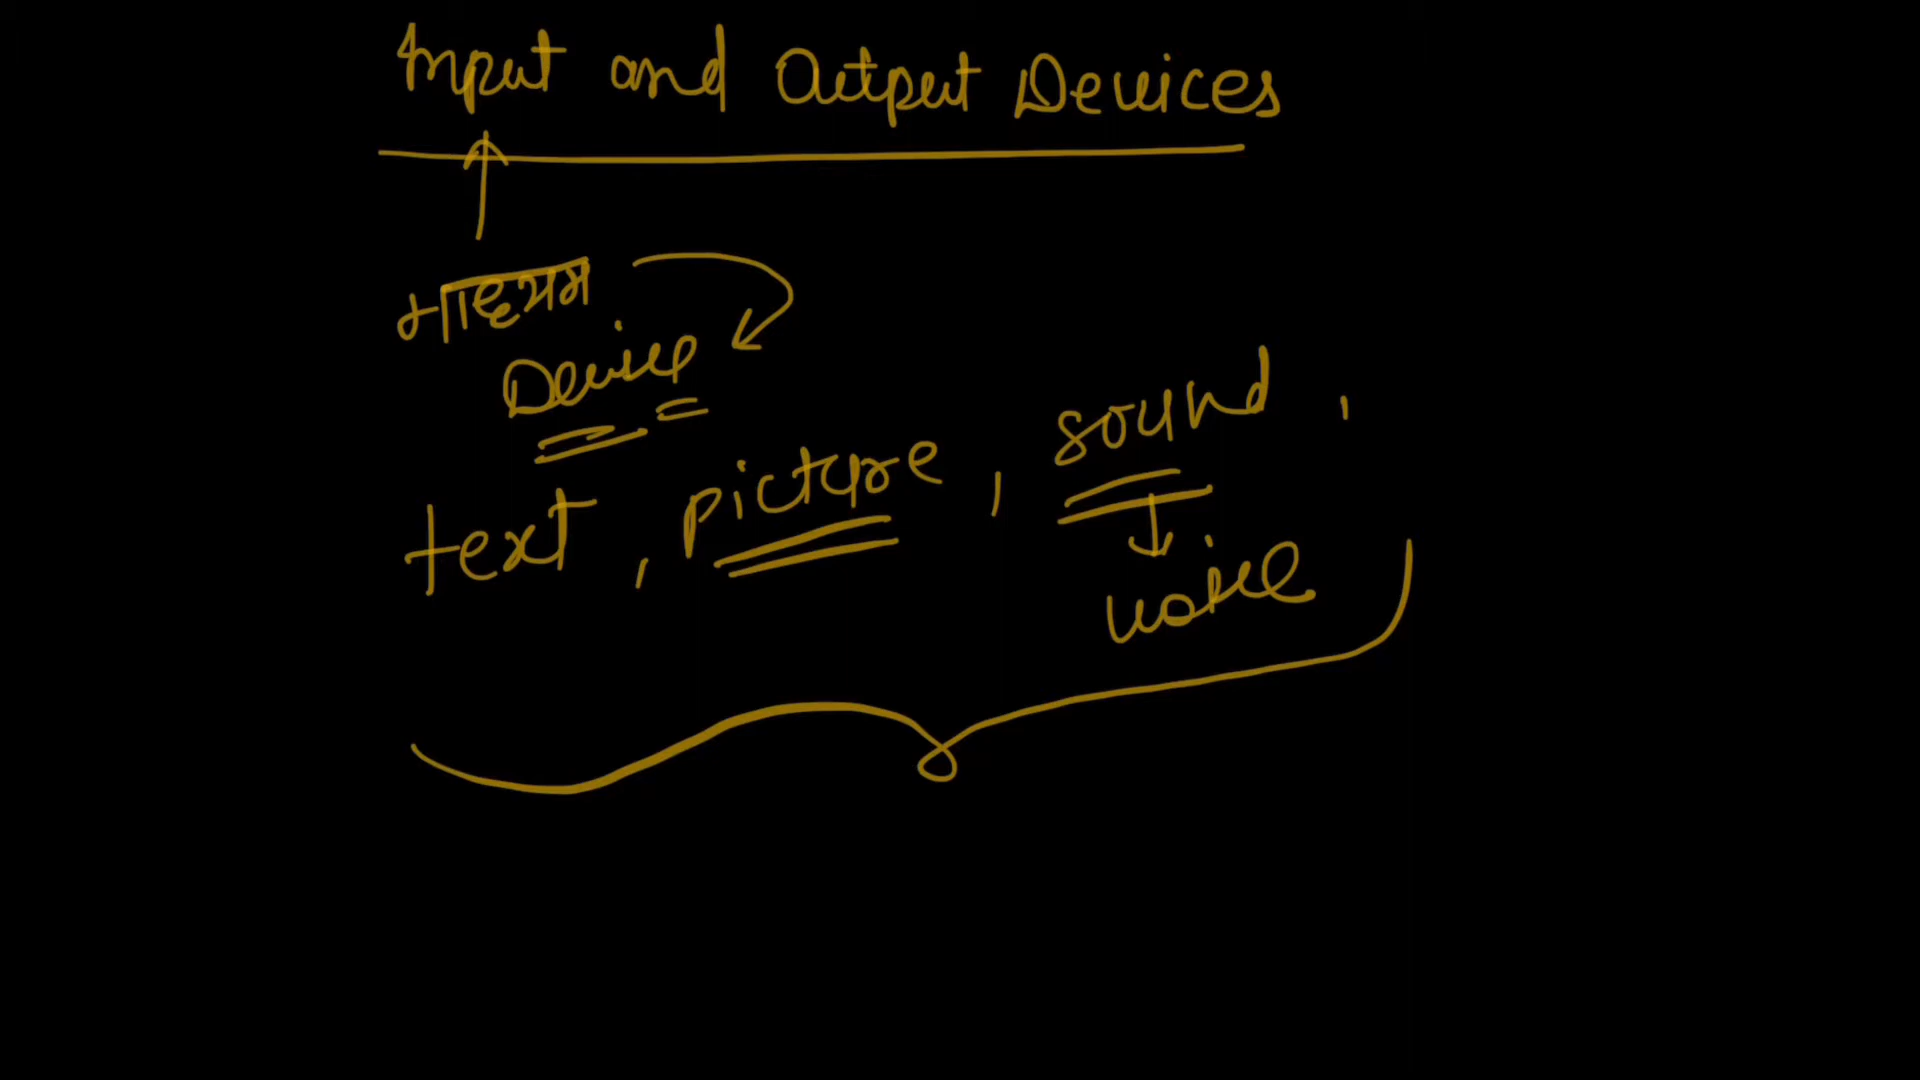 Input and Output Devices
माध्यम
Device
text, picture, sound,
voice